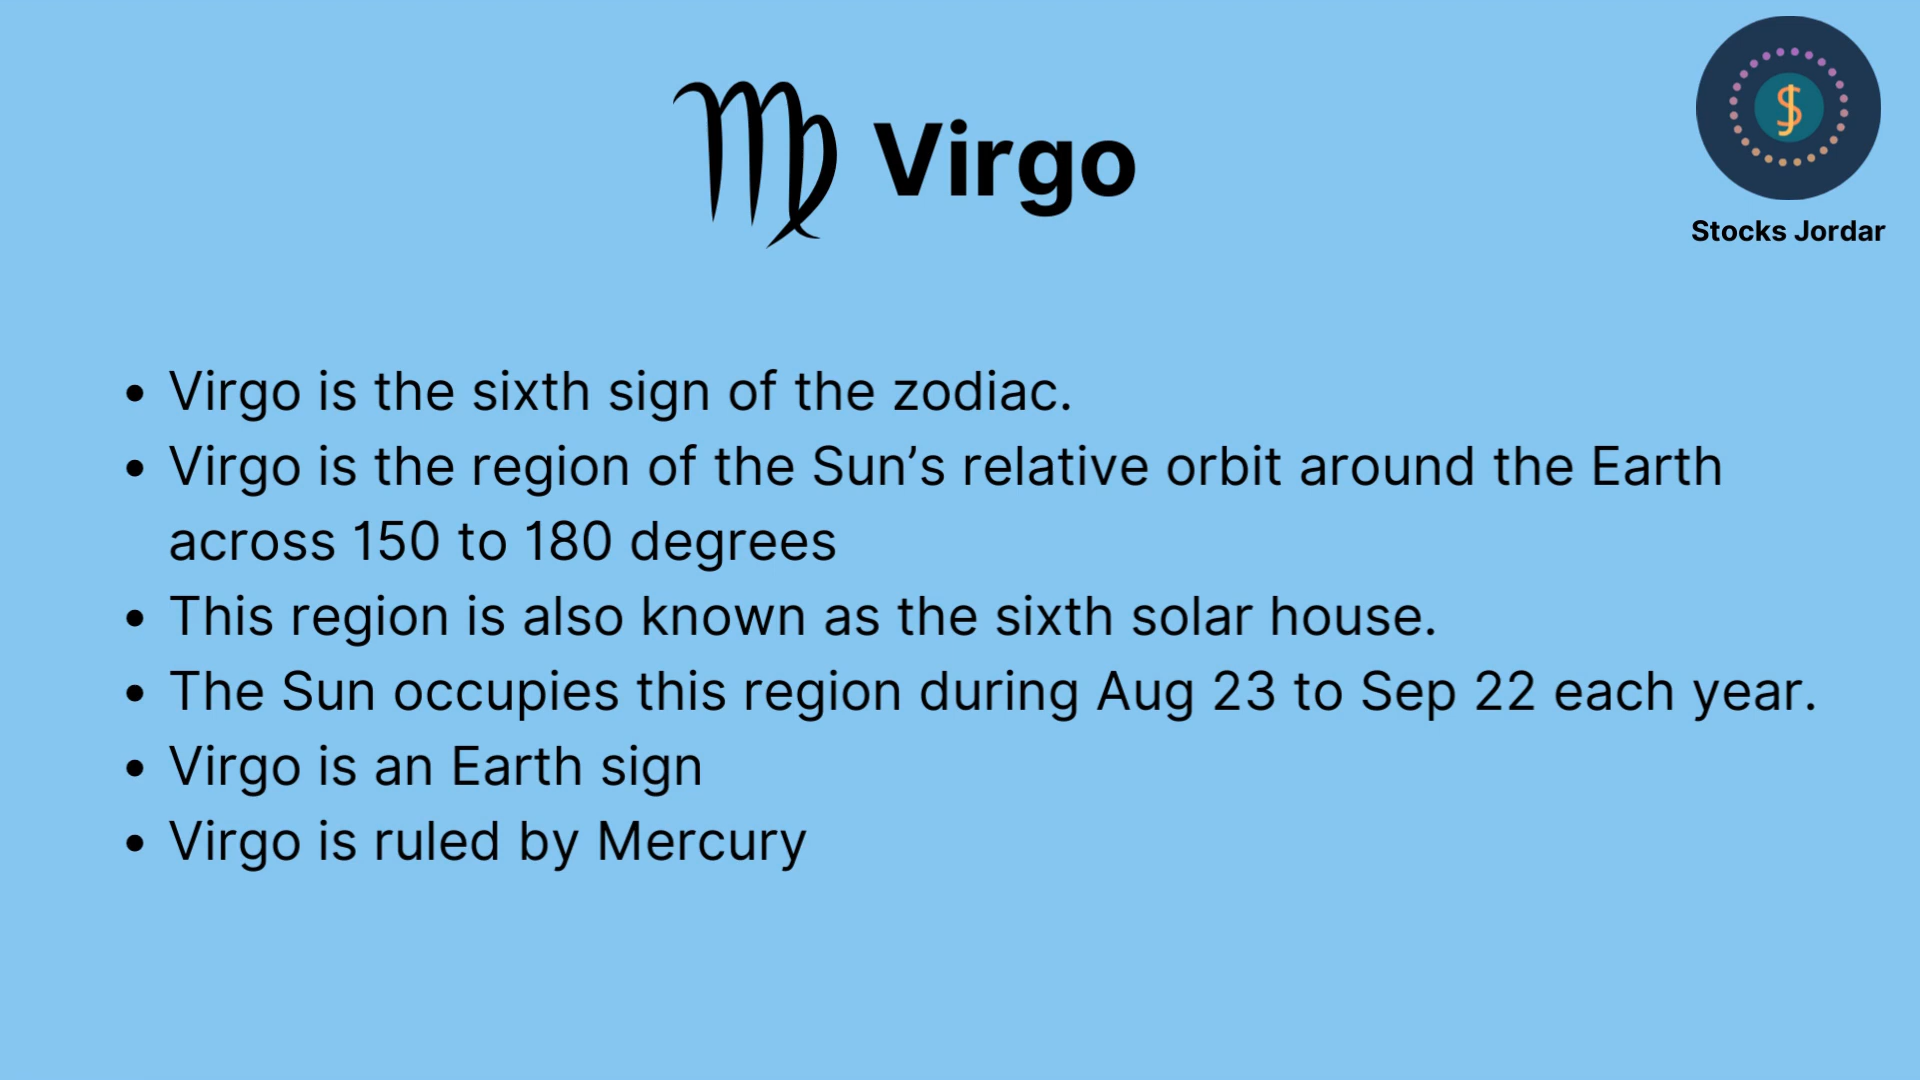 ♍ Virgo
Stocks Jordar
• Virgo is the sixth sign of the zodiac.
• Virgo is the region of the Sun’s relative orbit around the Earth
across 150 to 180 degrees
• This region is also known as the sixth solar house.
• The Sun occupies this region during Aug 23 to Sep 22 each year.
• Virgo is an Earth sign
• Virgo is ruled by Mercury